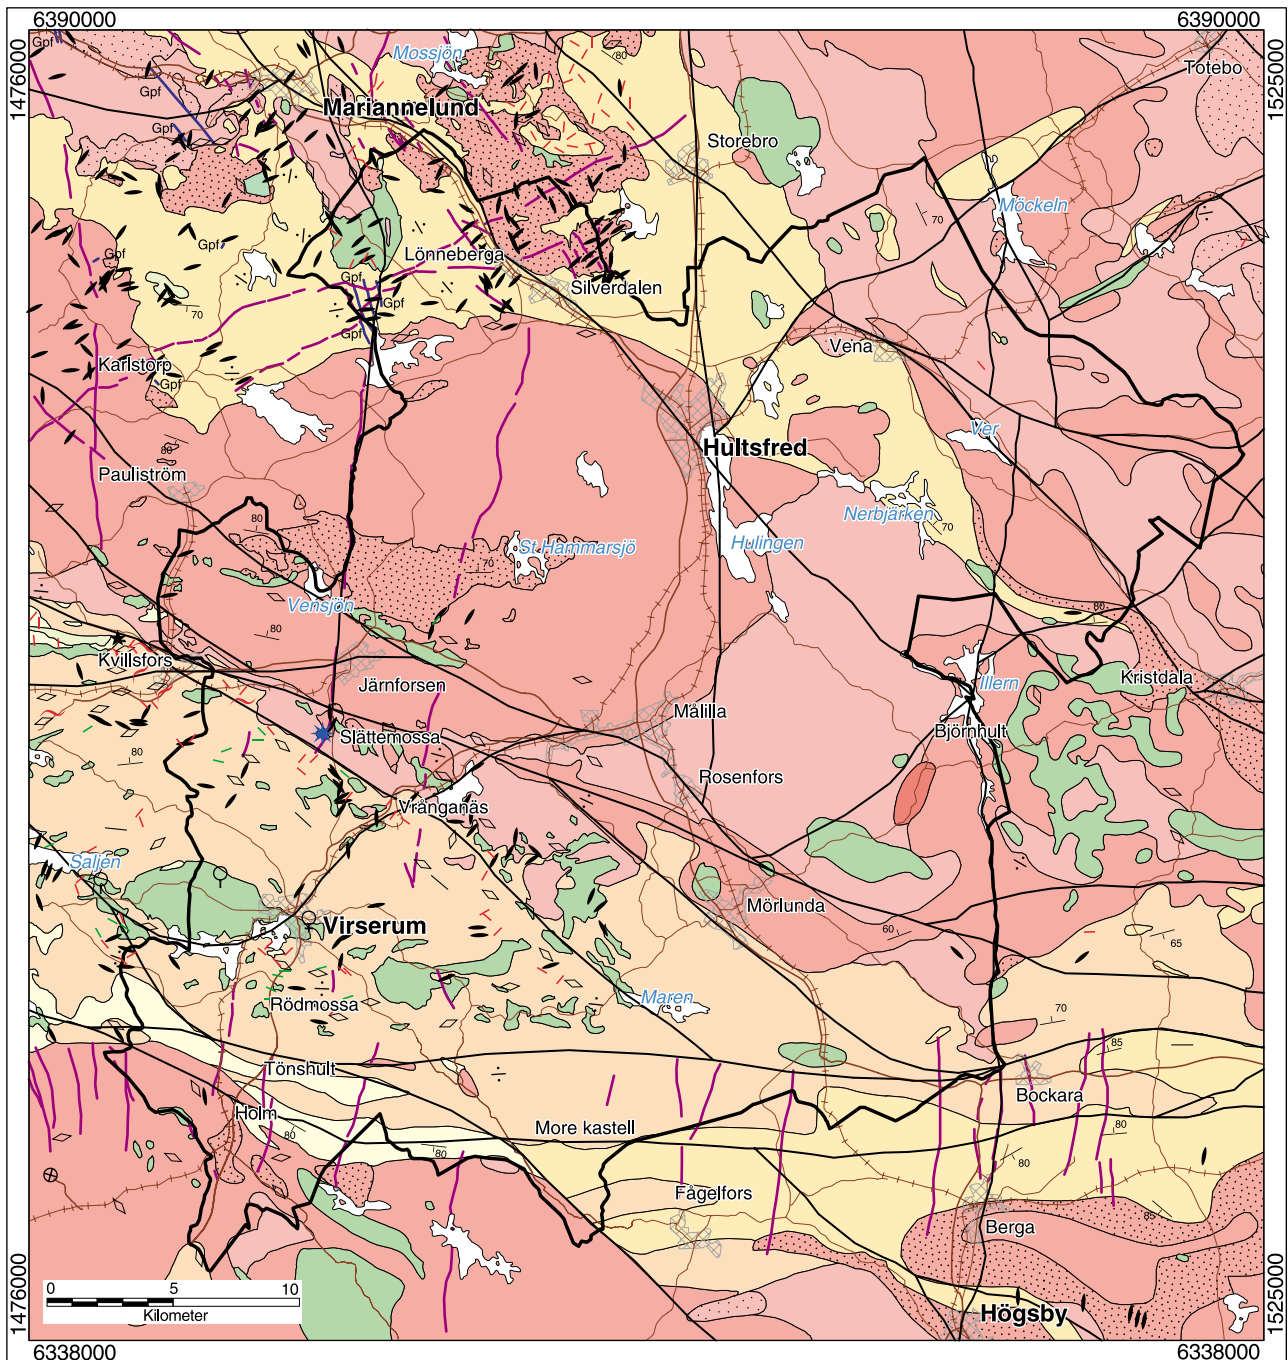 6390000
6390000
1476000
1525000
Gpf
80
Mossjön
Totebo
Gpf
Mariannelund
Gpf
Storebro
Möckeln
70
Gpf
Lönneberga
Gpf
Gpf
Silverdalen
Gpf
70
Gpf
Vena
Karlstorp
Gpf
Ver
80
Hultsfred
Pauliström
Nerbjärken
80
70
St Hammarsjö
Hulingen
70
Vensjön
80
80
Kvillsfors
Järnforsen
Illern
Kristdala
Målilla
Slättemossa
Björnhult
80
Rosenfors
Vrånganäs
Saljen
Mörlunda
Virserum
60
65
Maren
Rödmossa
70
85
Tönshult
Bockara
Holm
More kastell
80
80
80
80
Fågelfors
85
Berga
0
5
10
Kilometer
Högsby
1476000
1525000
6338000
6338000